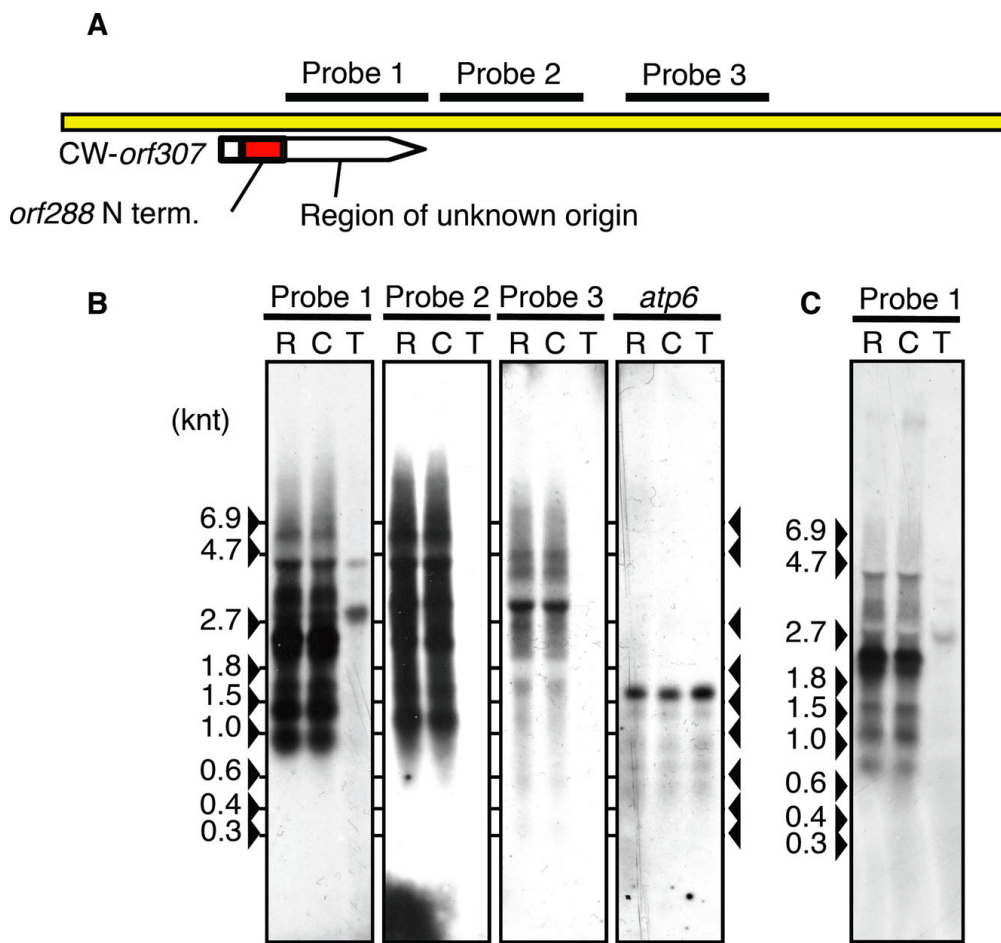 A
Probe 1 Probe 2 Probe 3
CW-orf307
orf288 N term. Region of unknown origin
B Probe 1 Probe 2 Probe 3 atp6 C Probe 1
R C T R C T R C T R C T R C T
(knt)
6.9 6.9
4.7 4.7
2.7 2.7
1.8 1.8
1.5 1.5
1.0 1.0
0.6 0.6
0.4 0.4
0.3 0.3